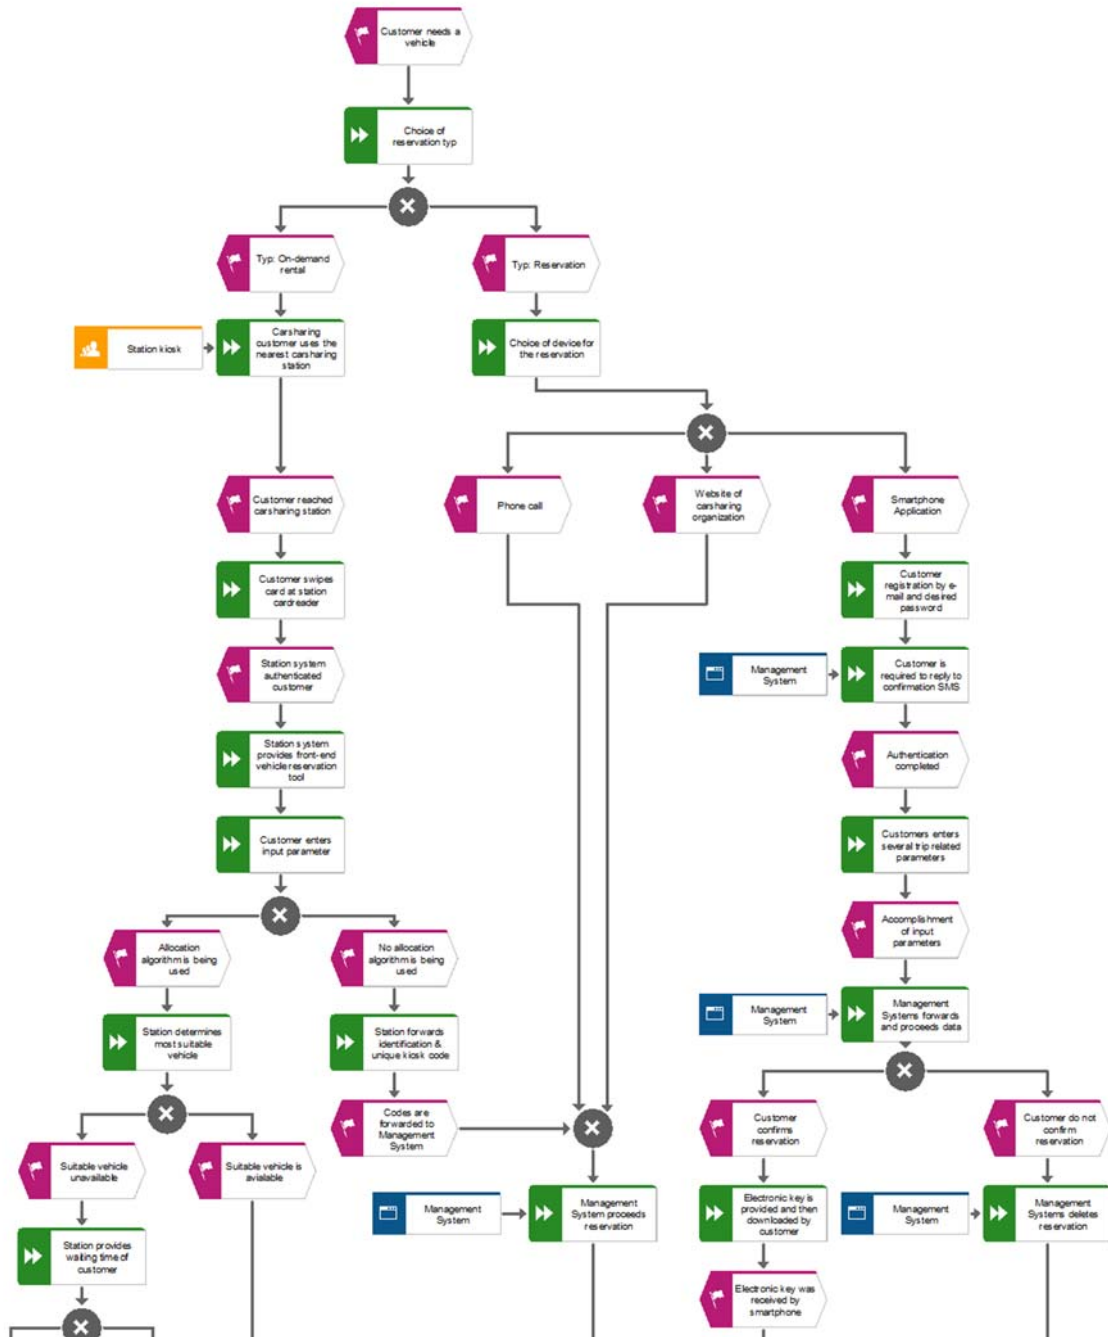 Customer needs a
vehicle
Choice of
reservation typ
Typ: On-demand
rental
Typ: Reservation
Station kiosk
Carsharing
customer uses the
nearest carsharing
station
Choice of device for
the reservation
Customer reached
carsharing station
Phone call
Website of
carsharing
organization
Smartphone
Application
Customer swipes
card at station
cardreader
Customer
registration by e-
mail and desired
password
Station system
authenticated
customer
Management
System
Customer is
required to reply to
confirmation SMS
Station system
provides front-end
vehicle reservation
tool
Authentication
completed
Customer enters
input parameter
Customers enters
several trip related
parameters
Allocation
algorithm is being
used
No allocation
algorithm is being
used
Accomplishment
of input
parameters
Station determines
most suitable
vehicle
Station forwards
identification &
unique kiosk code
Management
System
Management
Systems forwards
and proceeds data
Codes are
forwarded to
Management
System
Customer
confirms
reservation
Customer do not
confirm
reservation
Suitable vehicle
unavailable
Suitable vehicle is
avialable
Management
System
Management
System proceeds
reservation
Electronic key is
provided and then
downloaded by
customer
Management
System
Management
Systems deletes
reservation
Station provides
waiting time of
customer
Electronic key was
received by
smartphone